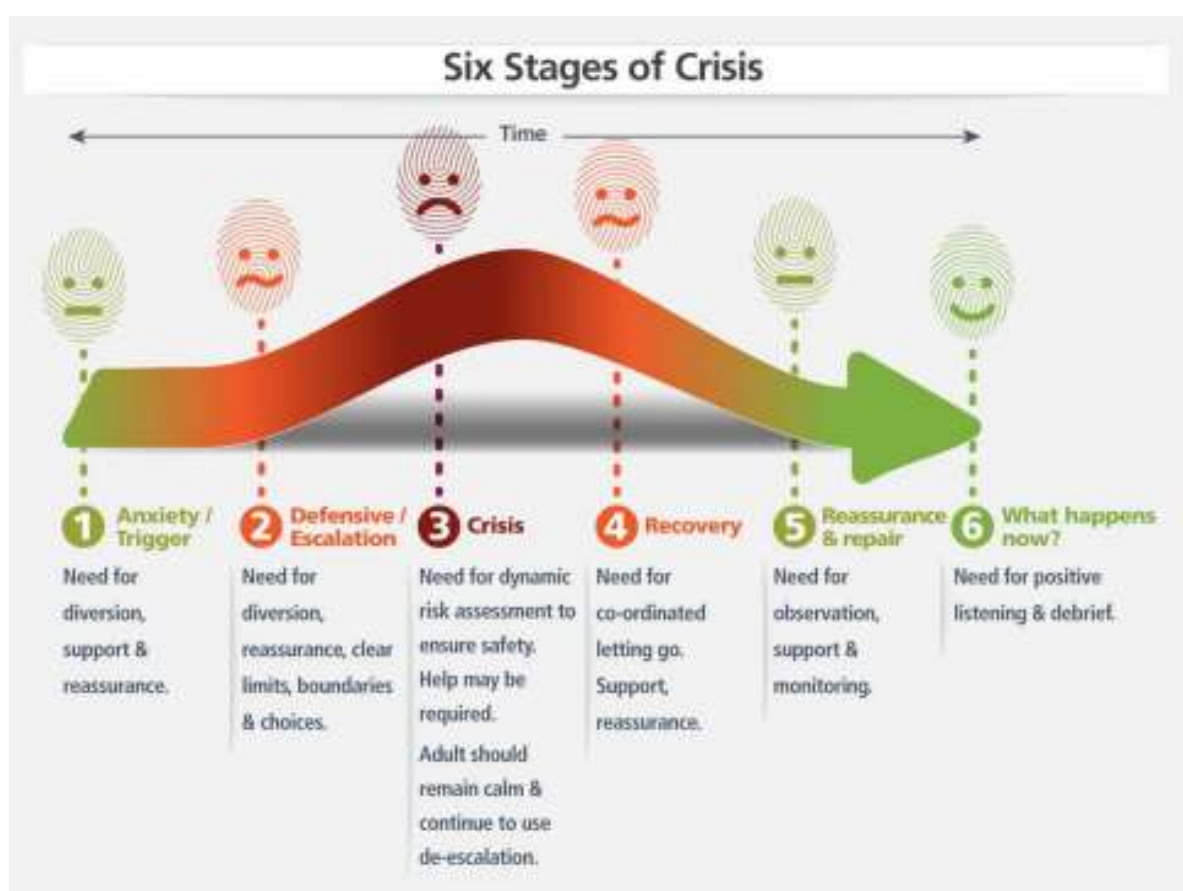 Six Stages of Crisis
Time
1 Anxiety /
Trigger
Need for
diversion,
support &
reassurance.
2 Defensive /
Escalation
Need for
diversion,
reassurance, clear
limits, boundaries
& choices.
3 Crisis
Need for dynamic
risk assessment to
ensure safety.
Help may be
required.
Adult should
remain calm &
continue to use
de-escalation.
4 Recovery
Need for
co-ordinated
letting go.
Support,
reassurance.
5 Reassurance
& repair
Need for
observation,
support &
monitoring.
6 What happens
now?
Need for positive
listening & debrief.